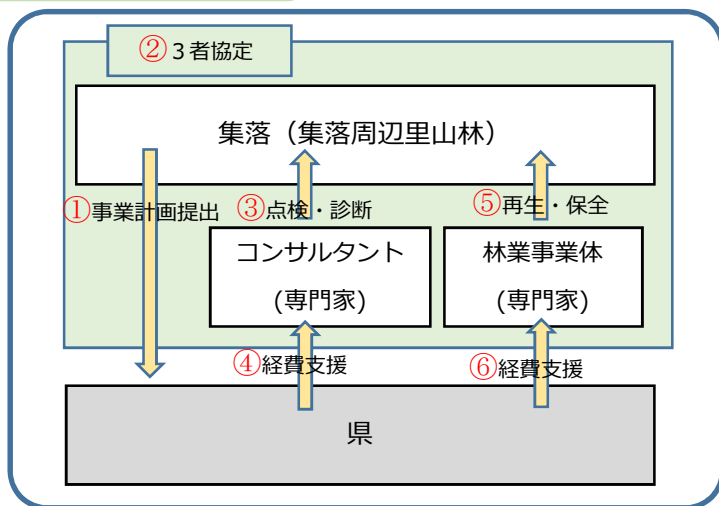 ②３者協定
集落（集落周辺里山林）
①事業計画提出
③点検・診断
⑤再生・保全
コンサルタント
(専門家)
林業事業体
(専門家)
④経費支援
⑥経費支援
県